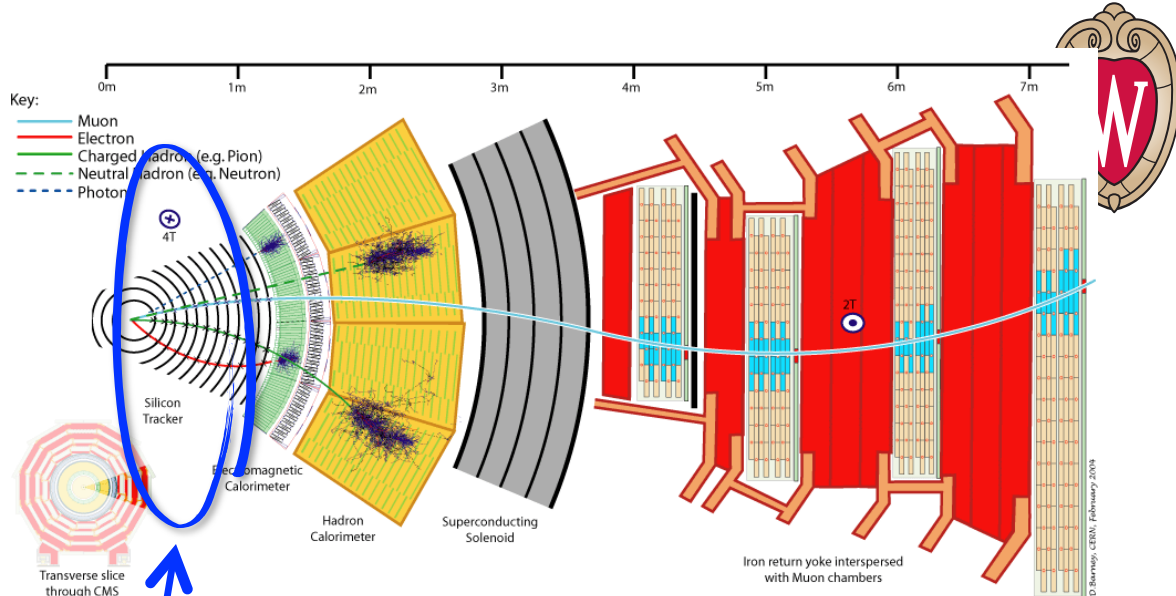 0m 1m 2m 3m 4m 5m 6m 7m
Key:
Muon
Electron
Charged Hadron (e.g. Pion)
Neutral Hadron (e.g. Neutron)
Photon
4T
2T
W
Silicon
Tracker
Electromagnetic
Calorimeter
Hadron
Calorimeter
Superconducting
Solenoid
Iron return yoke interspersed
with Muon chambers
Transverse slice
through CMS
D.Barney, CERN, February 2004